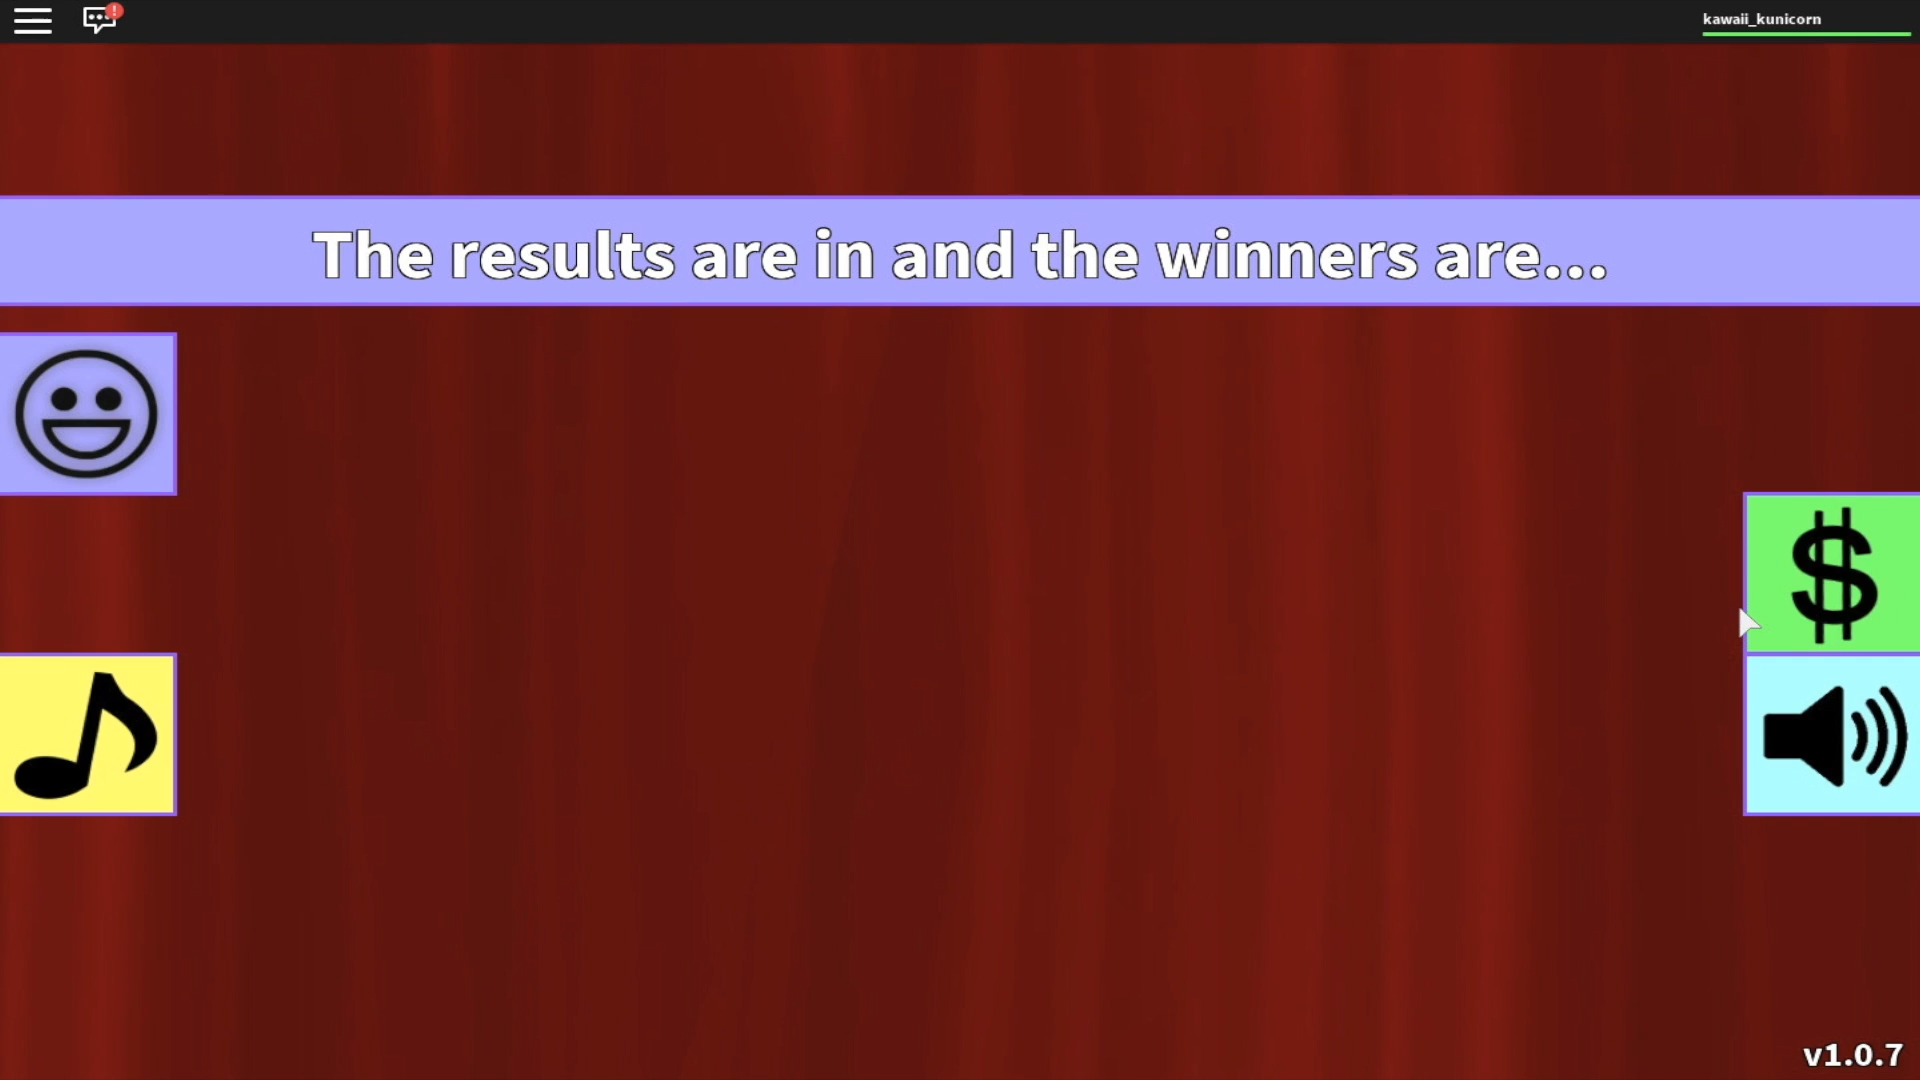 kawaii_kunicorn
The results are in and the winners are...
v1.0.7